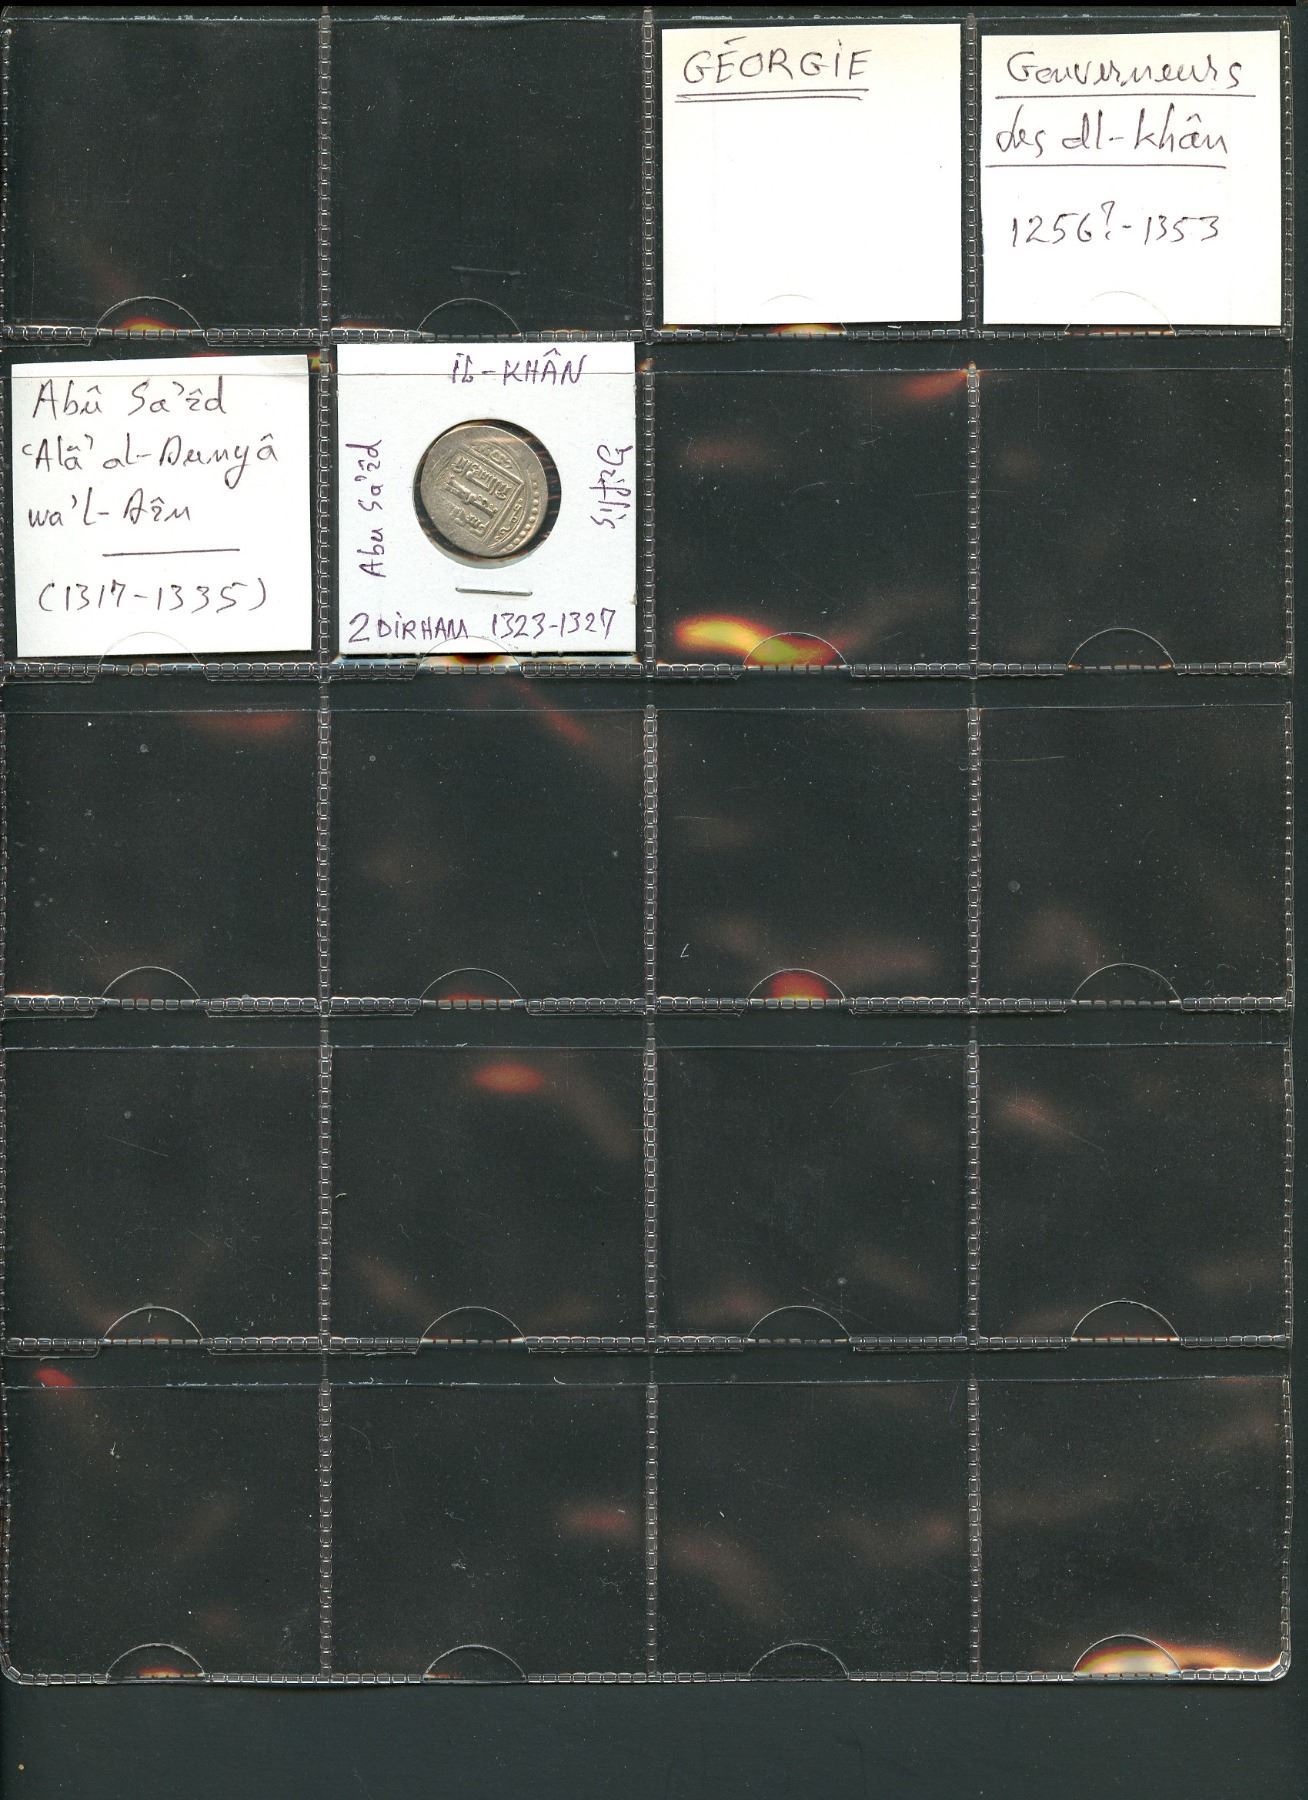 GÉORGIE
Gouverneurs
des Il-khân
1256?-1353
Abû Sa'îd
'Alâ' al-Dunyâ
wa'l-Dîn
(1317-1335)
IL-KHÂN
Abu Sa'îd
Tiflis
2 DIRHAM 1323-1327